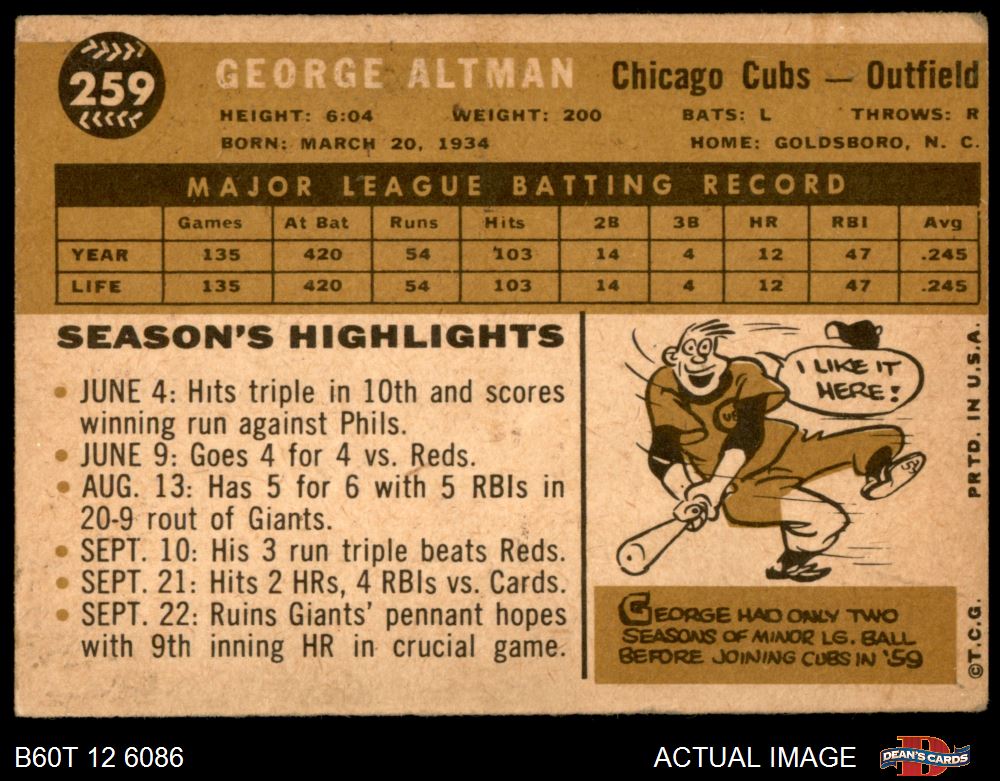 259
GEORGE ALTMAN Chicago Cubs — Outfield
HEIGHT: 6:04 WEIGHT: 200 BATS: L THROWS: R
BORN: MARCH 20, 1934 HOME: GOLDSBORO, N. C.
MAJOR LEAGUE BATTING RECORD
Games At Bat Runs Hits 2B 3B HR RBI Avg
YEAR 135 420 54 103 14 4 12 47 .245
LIFE 135 420 54 103 14 4 12 47 .245
SEASON'S HIGHLIGHTS
• JUNE 4: Hits triple in 10th and scores
winning run against Phils.
• JUNE 9: Goes 4 for 4 vs. Reds.
• AUG. 13: Has 5 for 6 with 5 RBIs in
20-9 rout of Giants.
• SEPT. 10: His 3 run triple beats Reds.
• SEPT. 21: Hits 2 HRs, 4 RBIs vs. Cards.
• SEPT. 22: Ruins Giants' pennant hopes
with 9th inning HR in crucial game.
I LIKE IT
HERE!
GEORGE HAD ONLY TWO
SEASONS OF MINOR LG. BALL
BEFORE JOINING CUBS IN '59
PRTD. IN U.S.A.
©T.C.G.
B60T 12 6086
ACTUAL IMAGE
DEAN'S CARDS